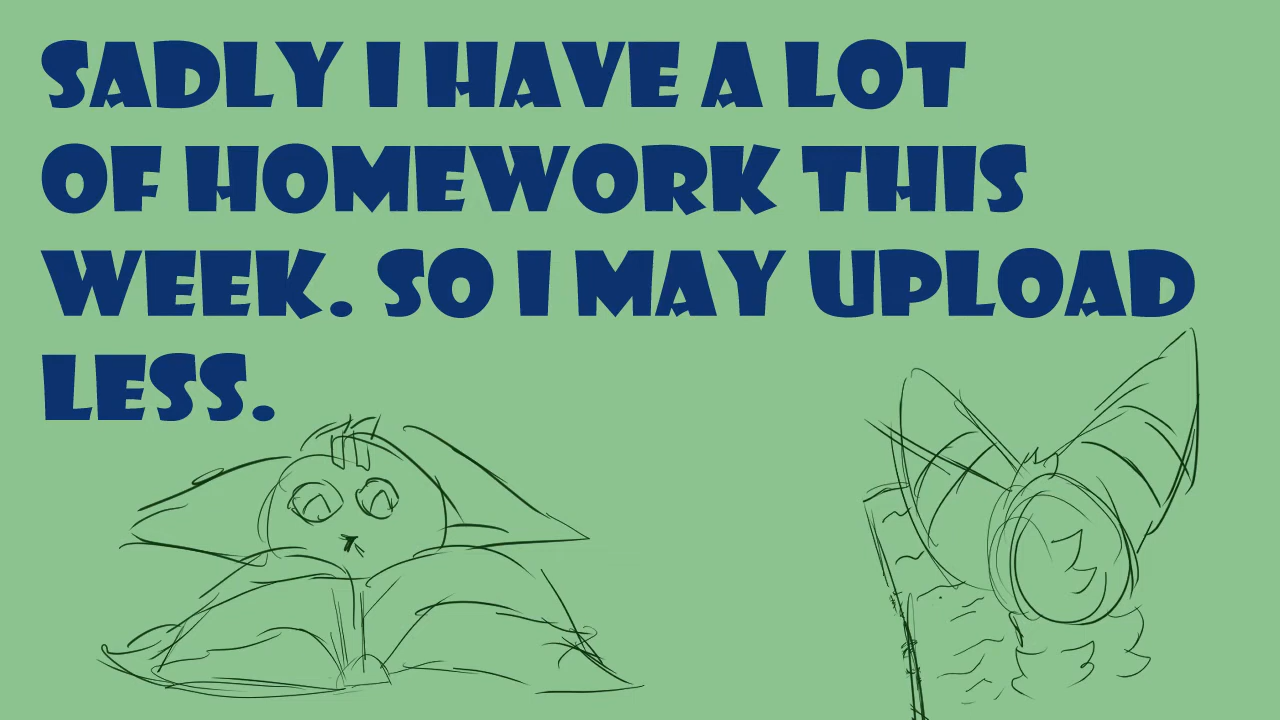 SADLY I HAVE A LOT
OF HOMEWORK THIS
WEEK. SO I MAY UPLOAD
LESS.